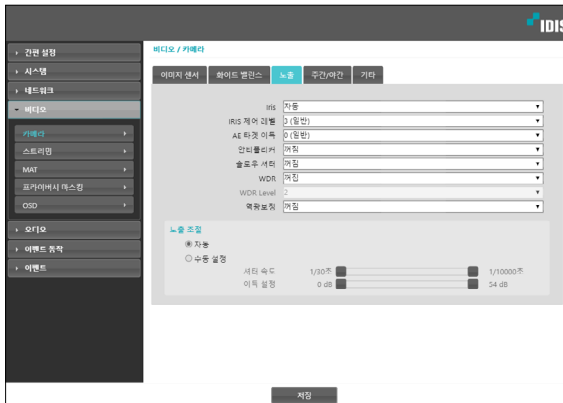 IDIS
간편 설정
시스템
네트워크
비디오
카메라
스트리밍
MAT
프라이버시 마스킹
OSD
오디오
이벤트 동작
이벤트
비디오 / 카메라
이미지 센서 화이트 밸런스 노출 주간/야간 기타
Iris 자동
IRIS 제어 레벨 3 (일반)
AE 타겟 이득 0 (일반)
안티플리커 꺼짐
슬로우 셔터 꺼짐
WDR 꺼짐
WDR Level 2
역광보정 꺼짐
노출 조절
자동
수동 설정
셔터 속도 1/30초 1/10000초
이득 설정 0 dB 54 dB
저장